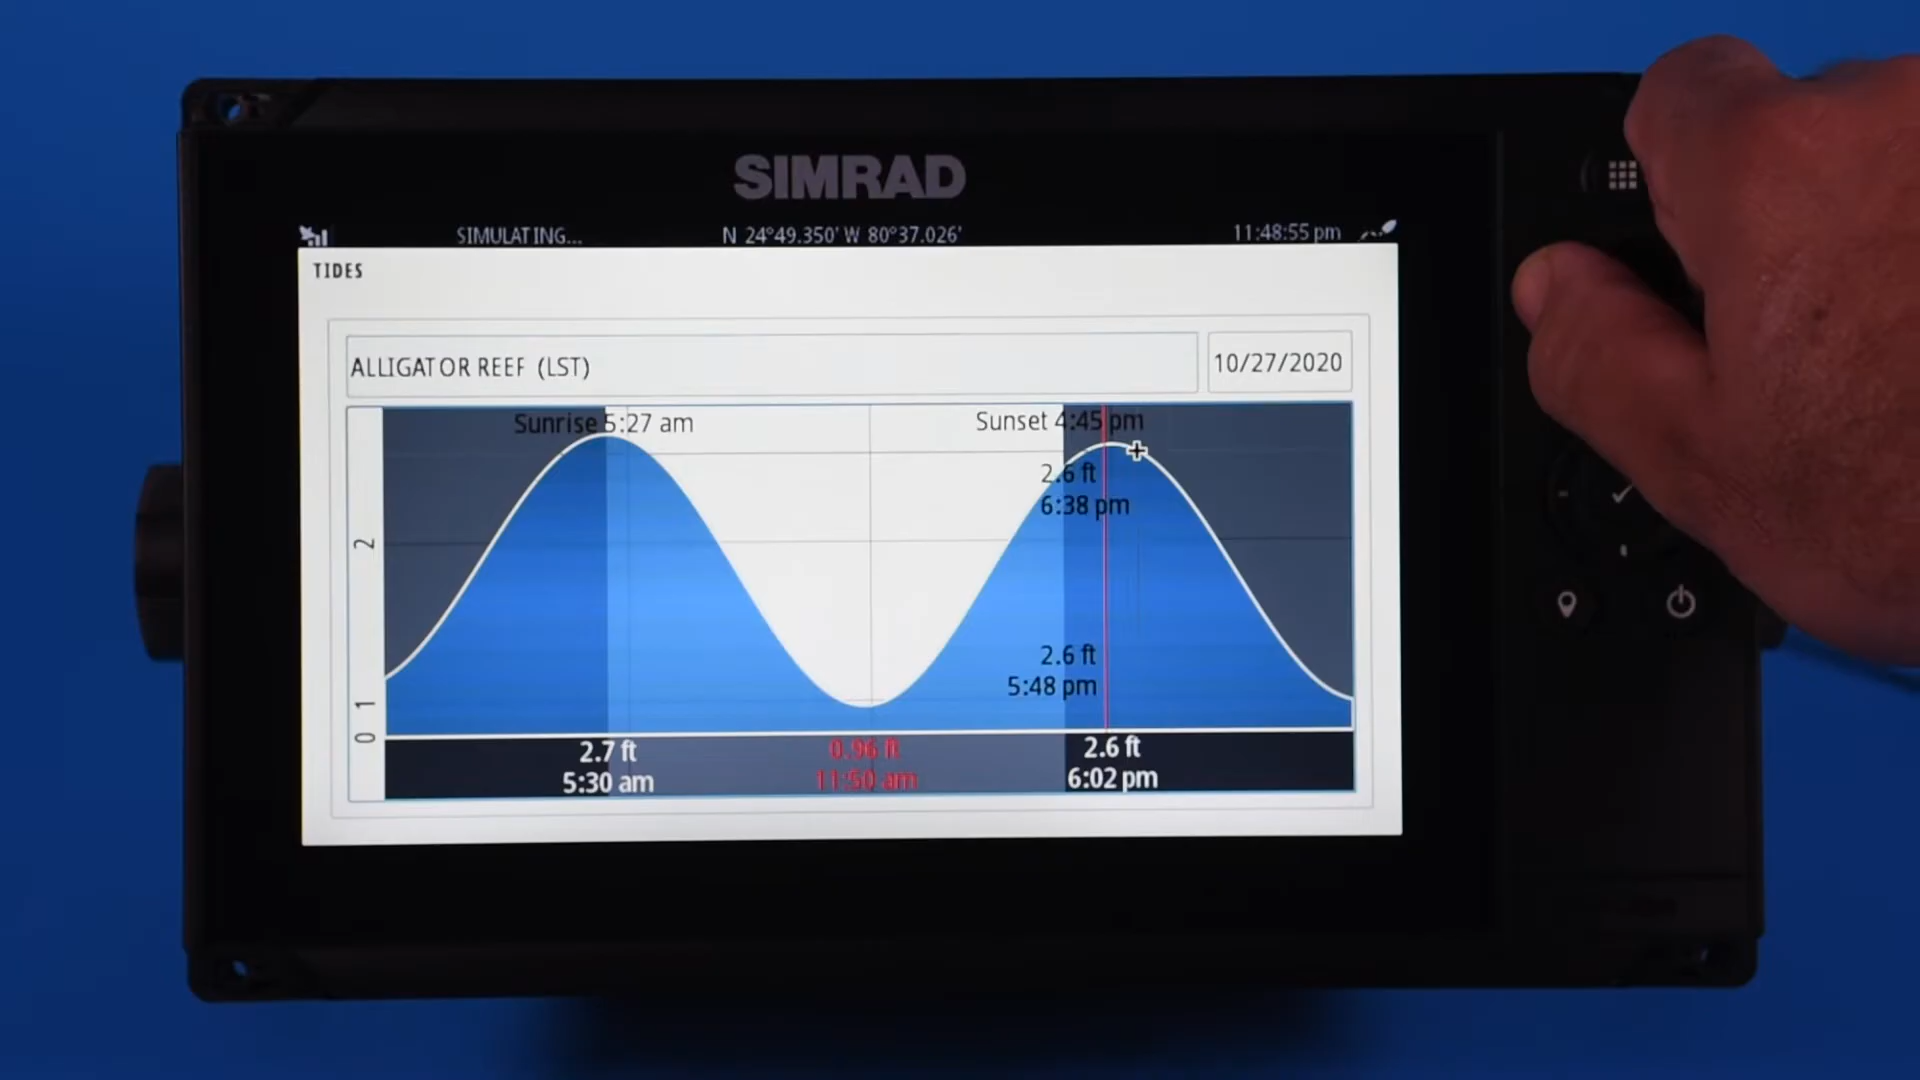 SIMRAD
SIMULATING... N 24°49.350' W 80°37.026' 11:48:55 pm
TIDES
ALLIGATOR REEF (LST) 10/27/2020
Sunrise 5:27 am Sunset 4:45 pm
2.6 ft
6:38 pm
2
2.6 ft
5:48 pm
1
0
2.7 ft 0.96 ft 2.6 ft
5:30 am 11:50 am 6:02 pm